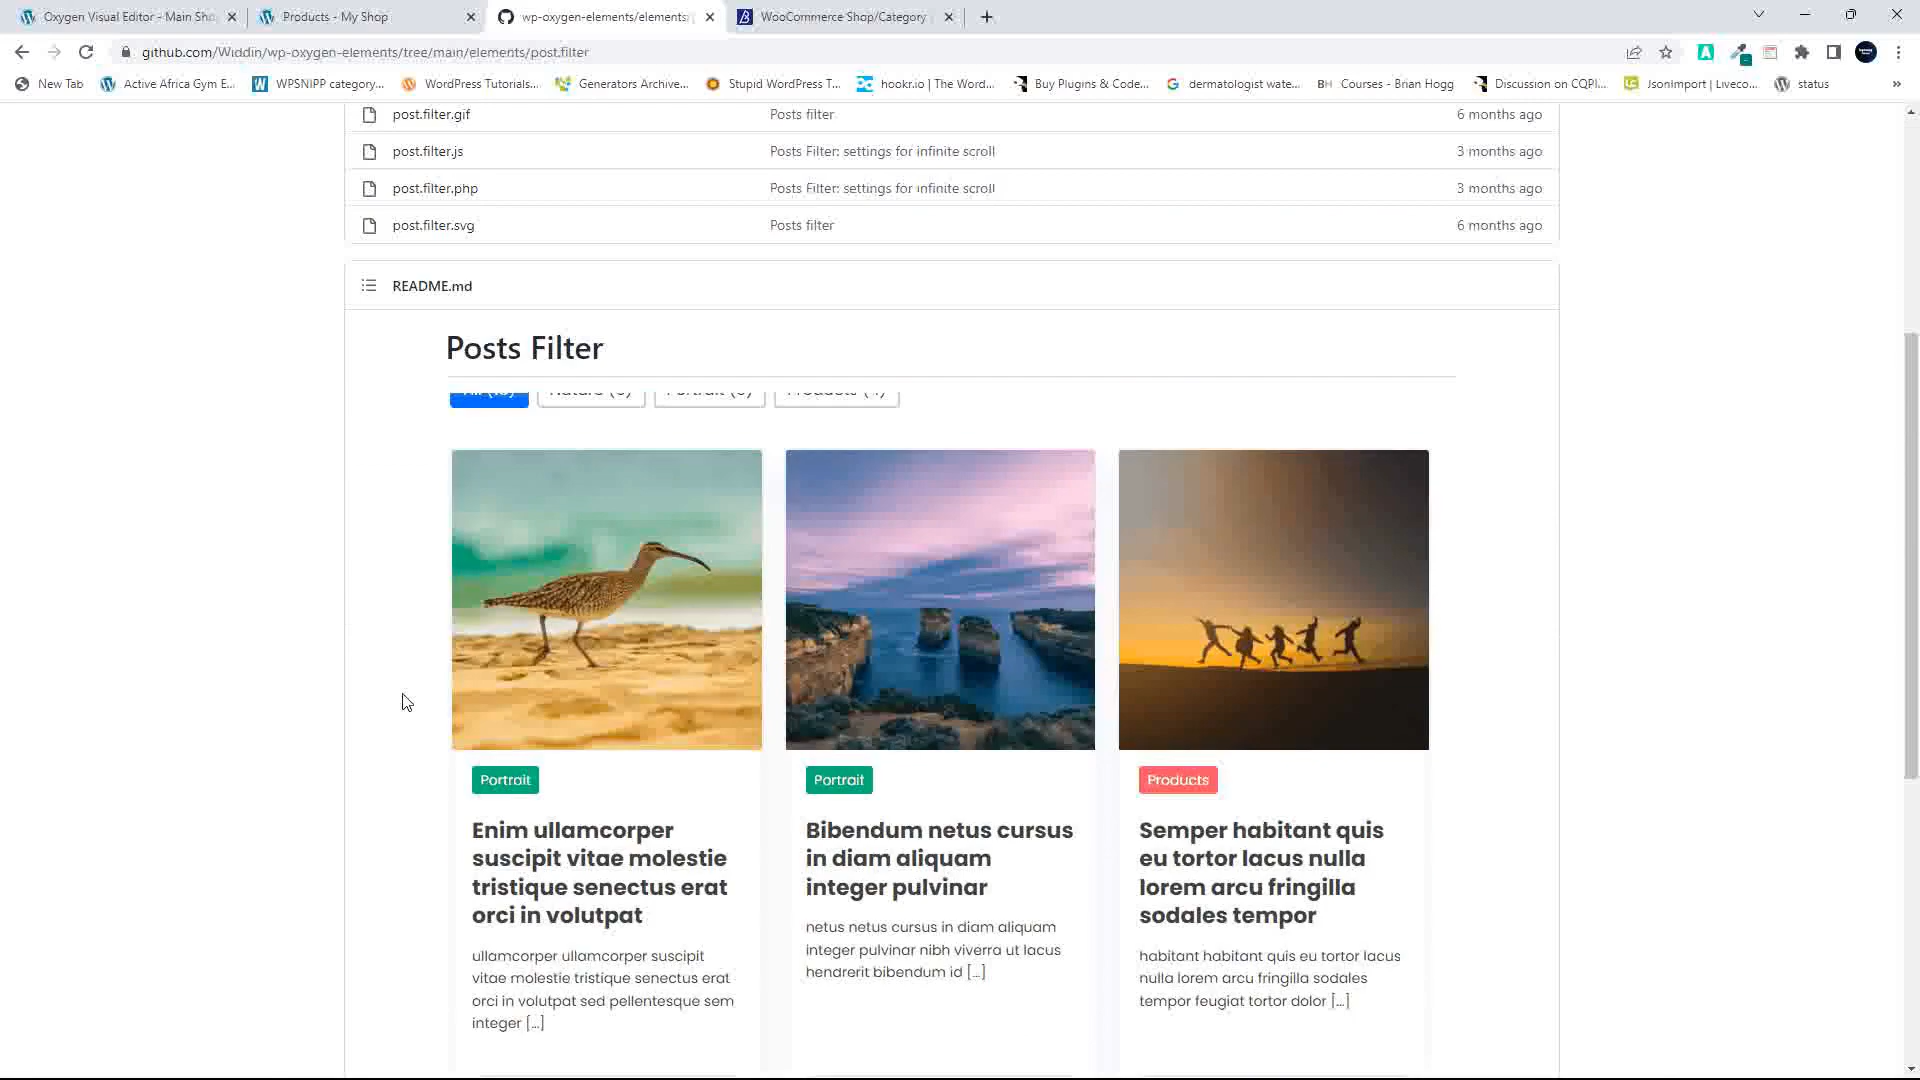 Oxygen Visual Editor - Main Sho
Products - My Shop
wp-oxygen-elements/elements/
WooCommerce Shop/Category
github.com/Widdin/wp-oxygen-elements/tree/main/elements/post.filter
New Tab
Active Africa Gym E...
WPSNIPP category...
WordPress Tutorials...
Generators Archive...
Stupid WordPress T...
hookr.io | The Word...
Buy Plugins & Code...
dermatologist wate...
BH Courses - Brian Hogg
Discussion on CQPI...
Jsonimport | Liveco...
status
»
post.filter.gif Posts filter 6 months ago
post.filter.js Posts Filter: settings for infinite scroll 3 months ago
post.filter.php Posts Filter: settings for infinite scroll 3 months ago
post.filter.svg Posts filter 6 months ago
README.md
Posts Filter
Portrait
Enim ullamcorper
suscipit vitae molestie
tristique senectus erat
orci in volutpat
ullamcorper ullamcorper suscipit
vitae molestie tristique senectus erat
orci in volutpat sed pellentesque sem
integer [...]
Portrait
Bibendum netus cursus
in diam aliquam
integer pulvinar
netus netus cursus in diam aliquam
integer pulvinar nibh viverra ut lacus
hendrerit bibendum id [...]
Products
Semper habitant quis
eu tortor lacus nulla
lorem arcu fringilla
sodales tempor
habitant habitant quis eu tortor lacus
nulla lorem arcu fringilla sodales
tempor feugiat tortor dolor [...]